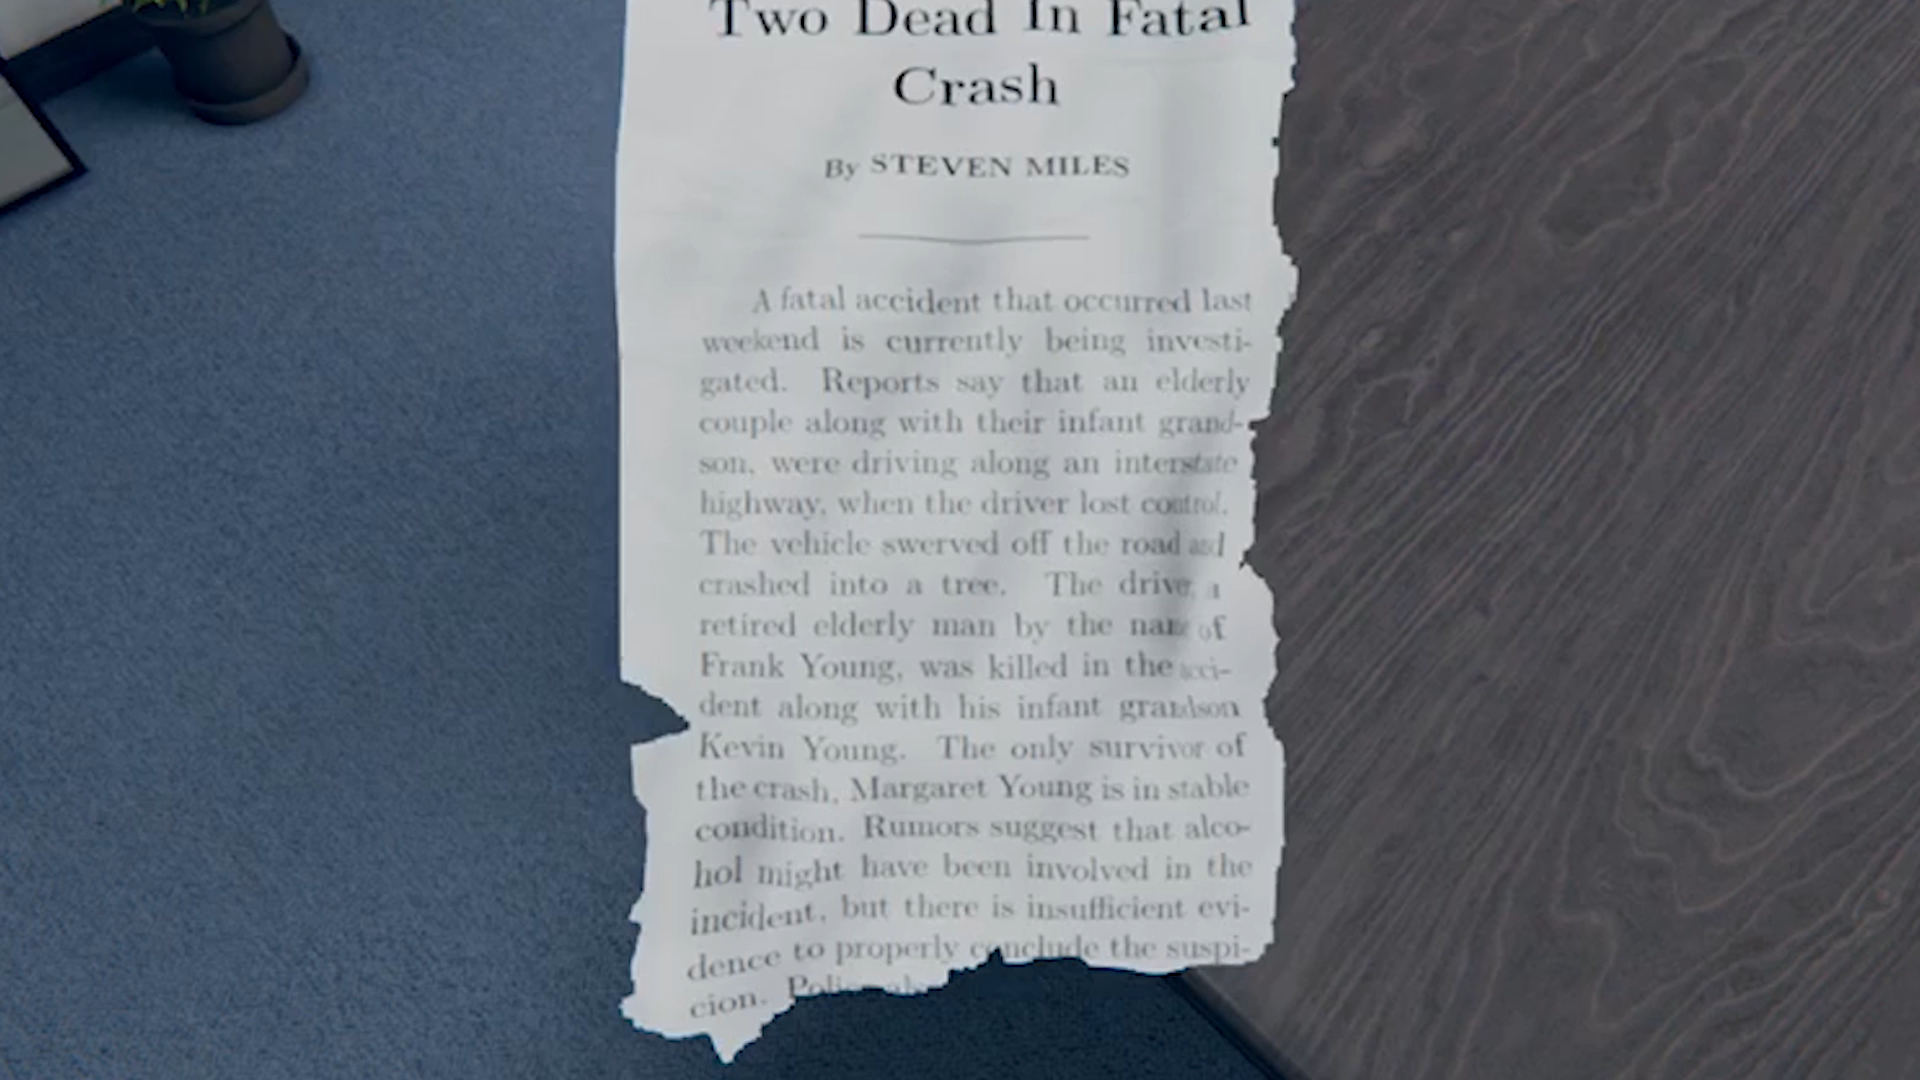 Two Dead In Fatal
Crash
By STEVEN MILES
A fatal accident that occurred last
weekend is currently being investi-
gated. Reports say that an elderly
couple along with their infant grand-
son, were driving along an interstate
highway, when the driver lost control.
The vehicle swerved off the road and
crashed into a tree. The driver, a
retired elderly man by the name of
Frank Young, was killed in the acci-
dent along with his infant grandson
Kevin Young. The only survivor of
the crash, Margaret Young is in stable
condition. Rumors suggest that alco-
hol might have been involved in the
incident, but there is insufficient evi-
dence to properly conclude the suspi-
cion.